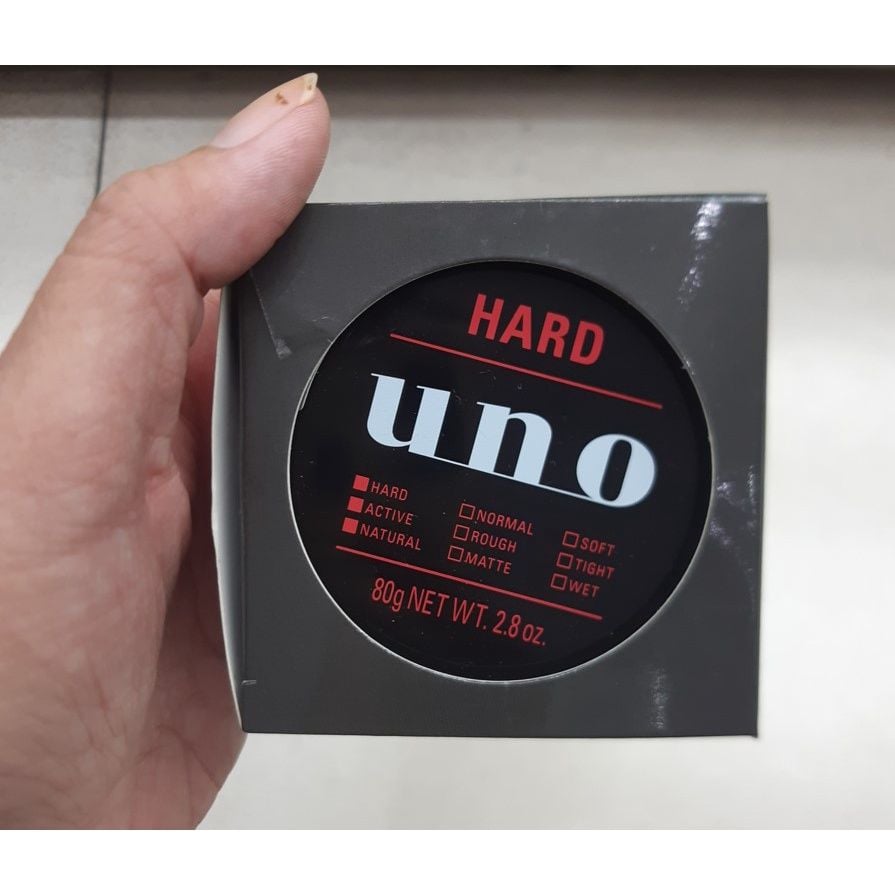 HARD
uno
HARD
ACTIVE NORMAL SOFT
NATURAL ROUGH TIGHT
MATTE WET
80g NET WT. 2.8 oz.